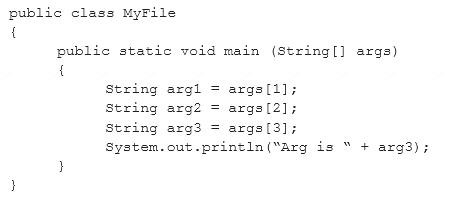 public class MyFile
{
public static void main (String[] args)
{
String arg1 = args[1];
String arg2 = args[2];
String arg3 = args[3];
System.out.println(“Arg is “ + arg3);
}
}